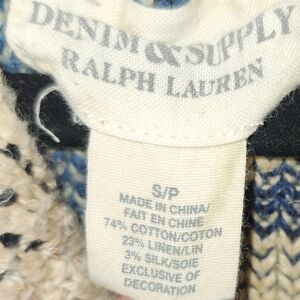 DENIM & SUPPLY
RALPH LAUREN
S/P
MADE IN CHINA/
FAIT EN CHINE
74% COTTON/COTON
23% LINEN/LIN
3% SILK/SOIE
EXCLUSIVE OF
DECORATION